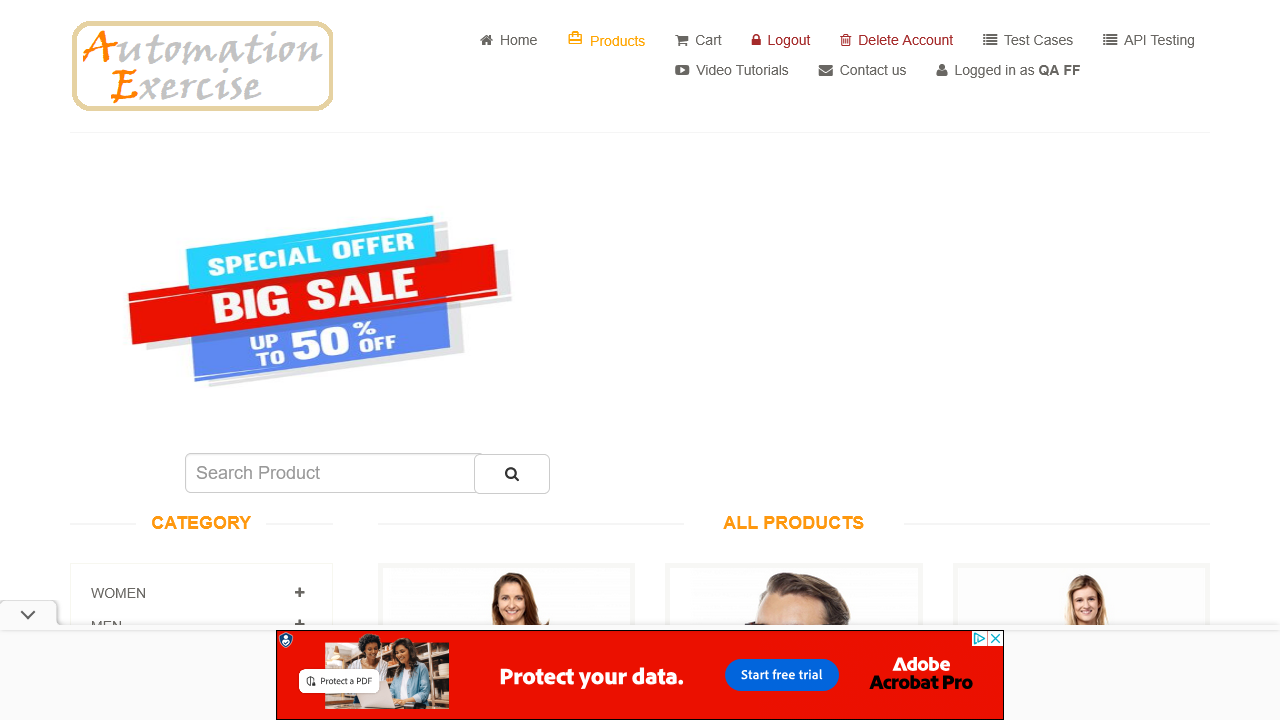 Automation
Exercise
Home
Products
Cart
Logout
Delete Account
Test Cases
API Testing
Video Tutorials
Contact us
Logged in as QA FF
SPECIAL OFFER
BIG SALE
UP TO 50% OFF
Search Product
CATEGORY
ALL PRODUCTS
WOMEN
MEN
Protect a PDF
Protect your data.
Start free trial
Adobe
Acrobat Pro